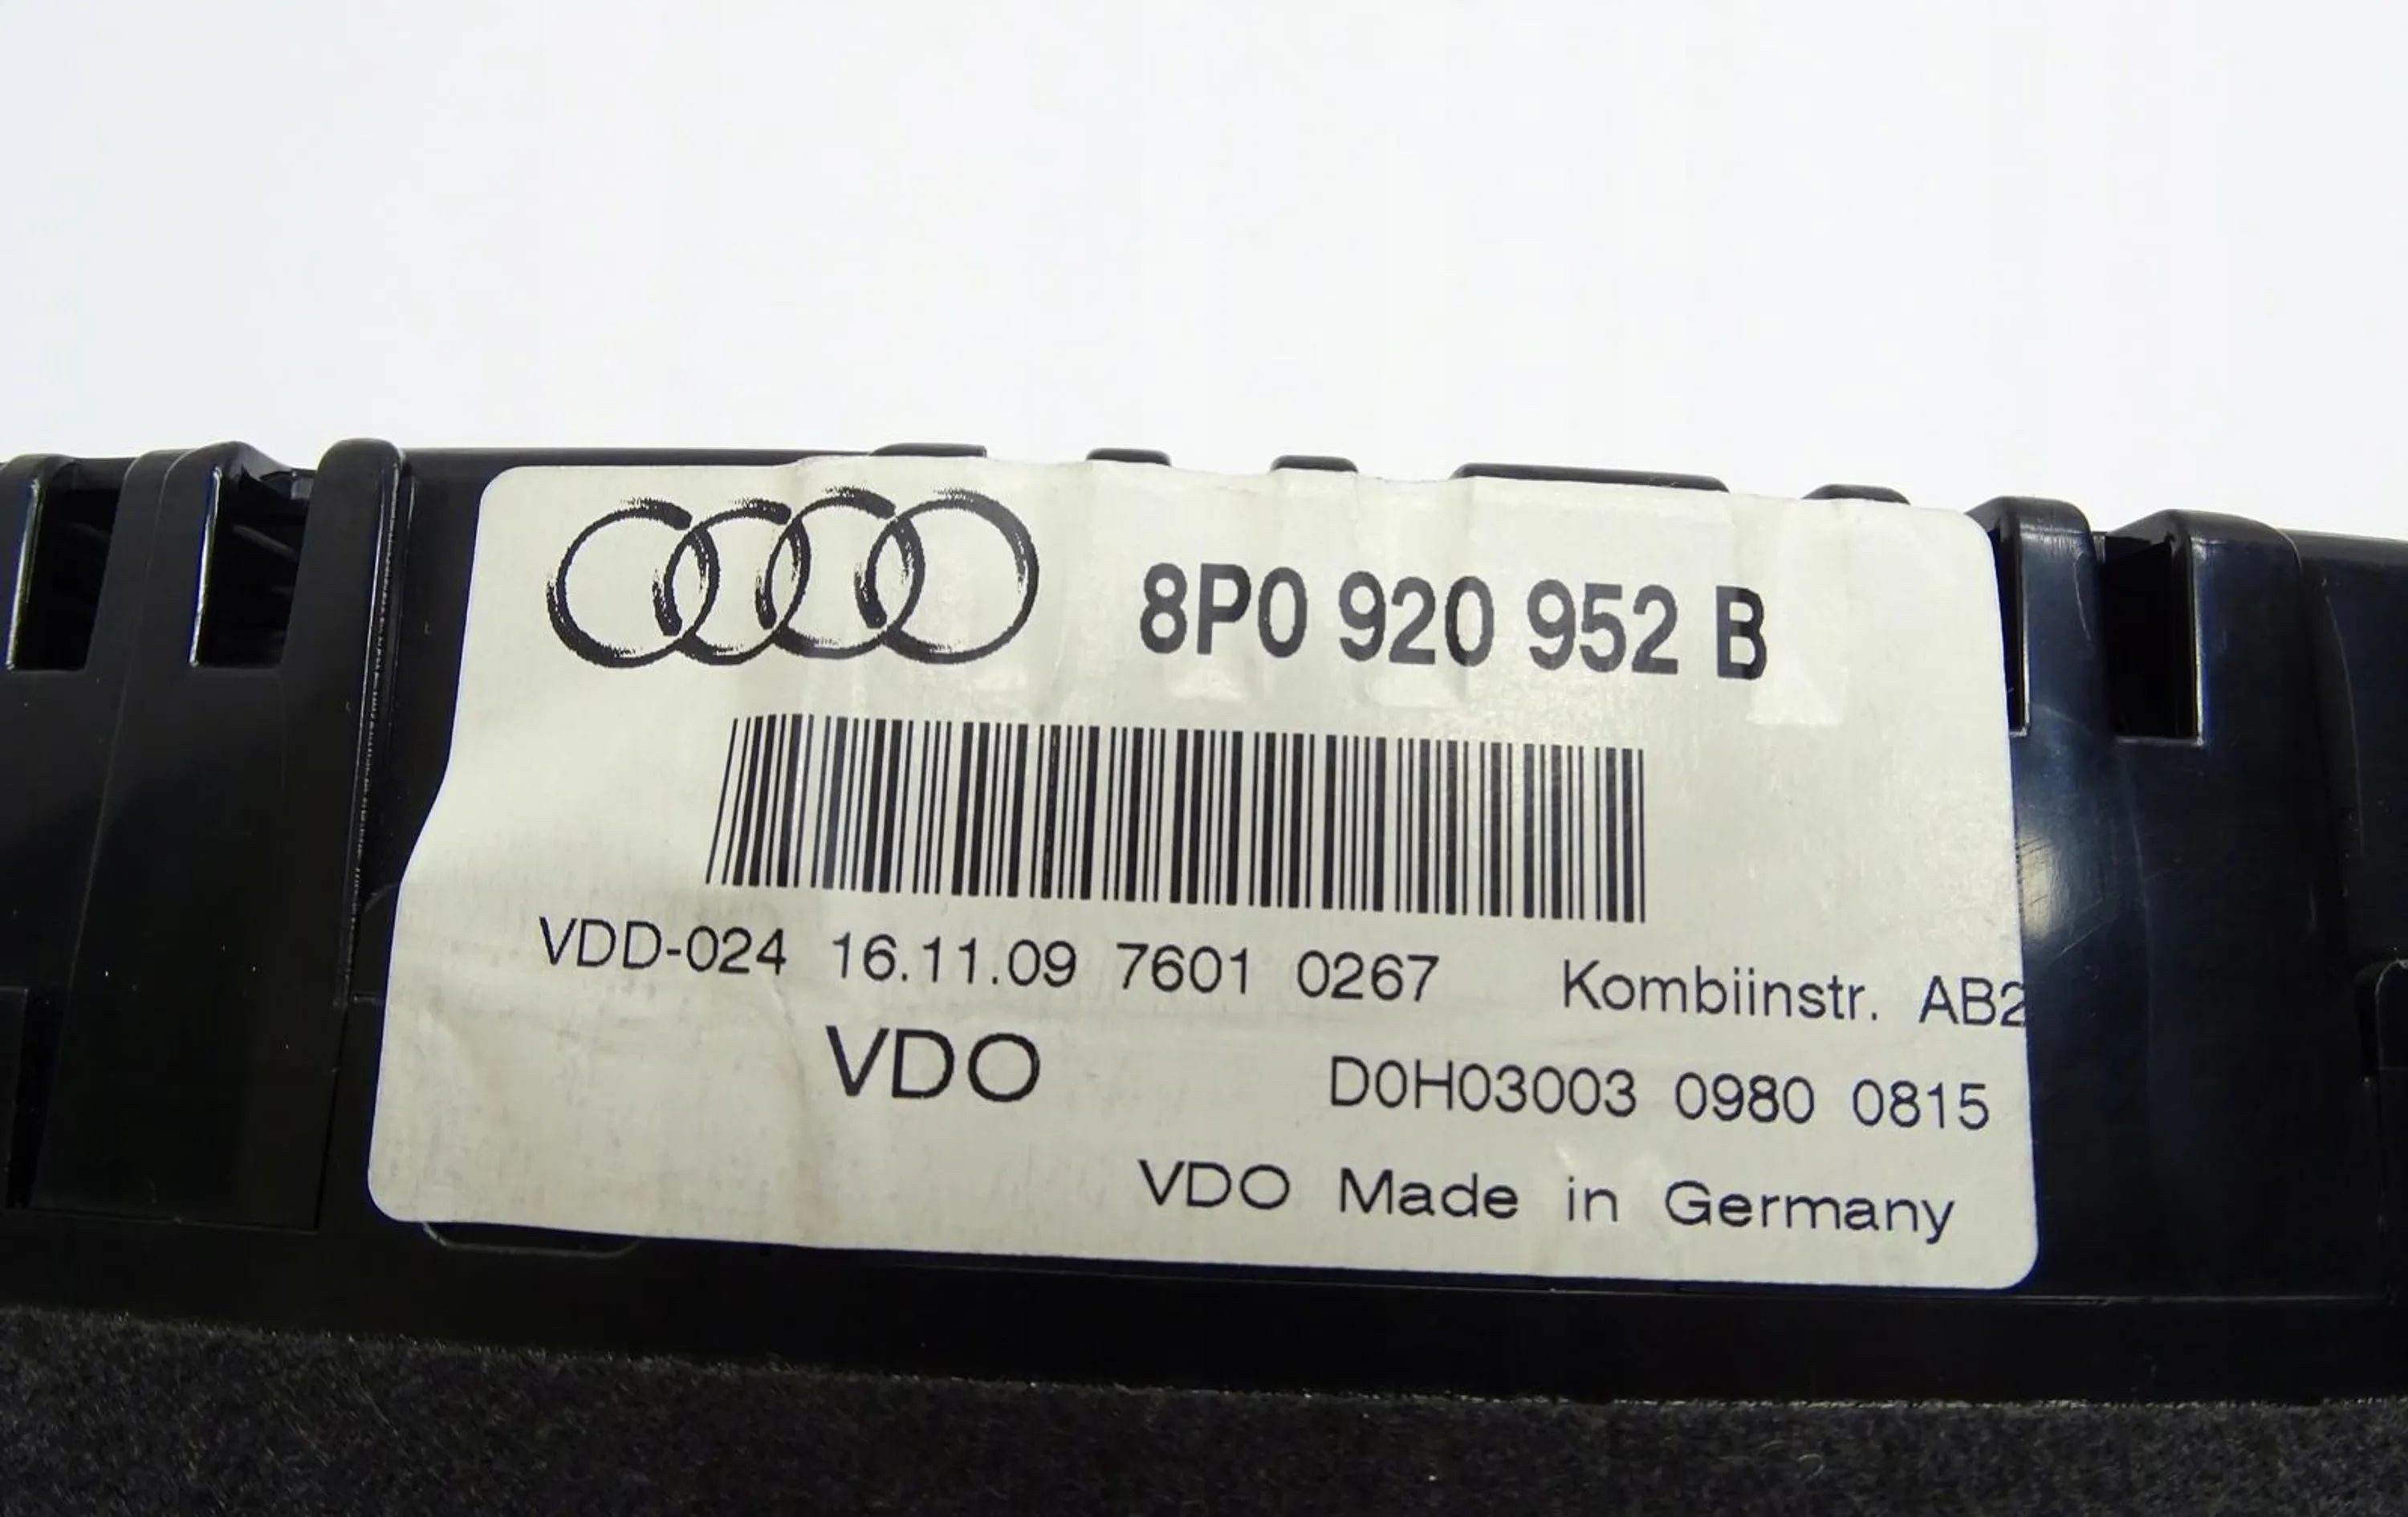 8P0 920 952 B
VDD-024 16.11.09 7601 0267 Kombiinstr. AB2
VDO D0H03003 0980 0815
VDO Made in Germany